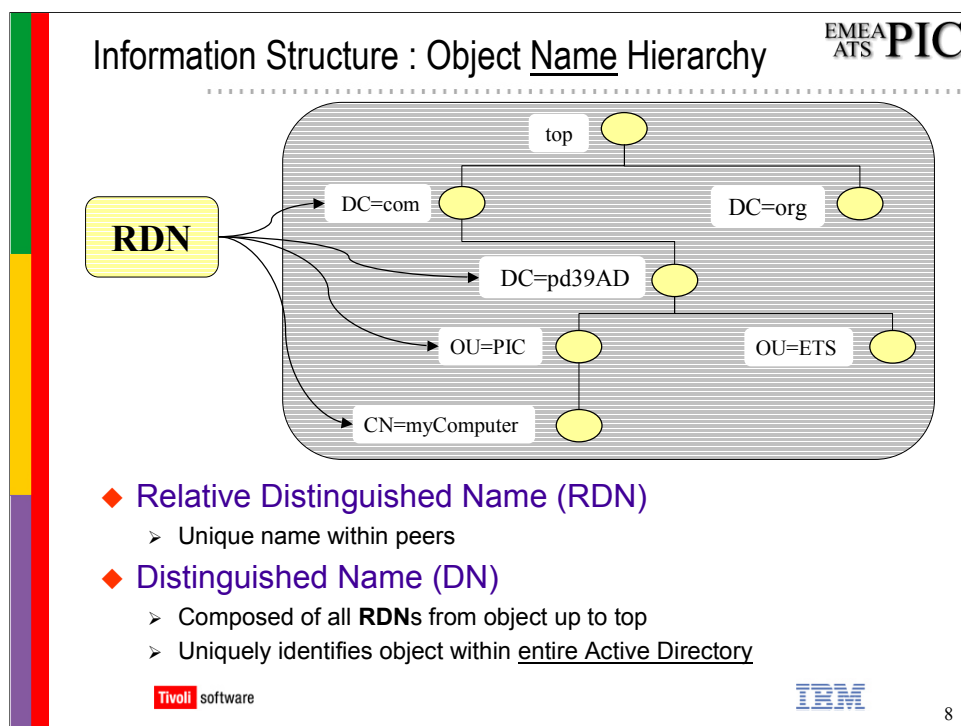 Information Structure : Object Name Hierarchy
EMEA ATS PIC
top
DC=com
DC=org
RDN
DC=pd39AD
OU=PIC
OU=ETS
CN=myComputer
Relative Distinguished Name (RDN)
Unique name within peers
Distinguished Name (DN)
Composed of all RDNs from object up to top
Uniquely identifies object within entire Active Directory
Tivoli software
IBM
8